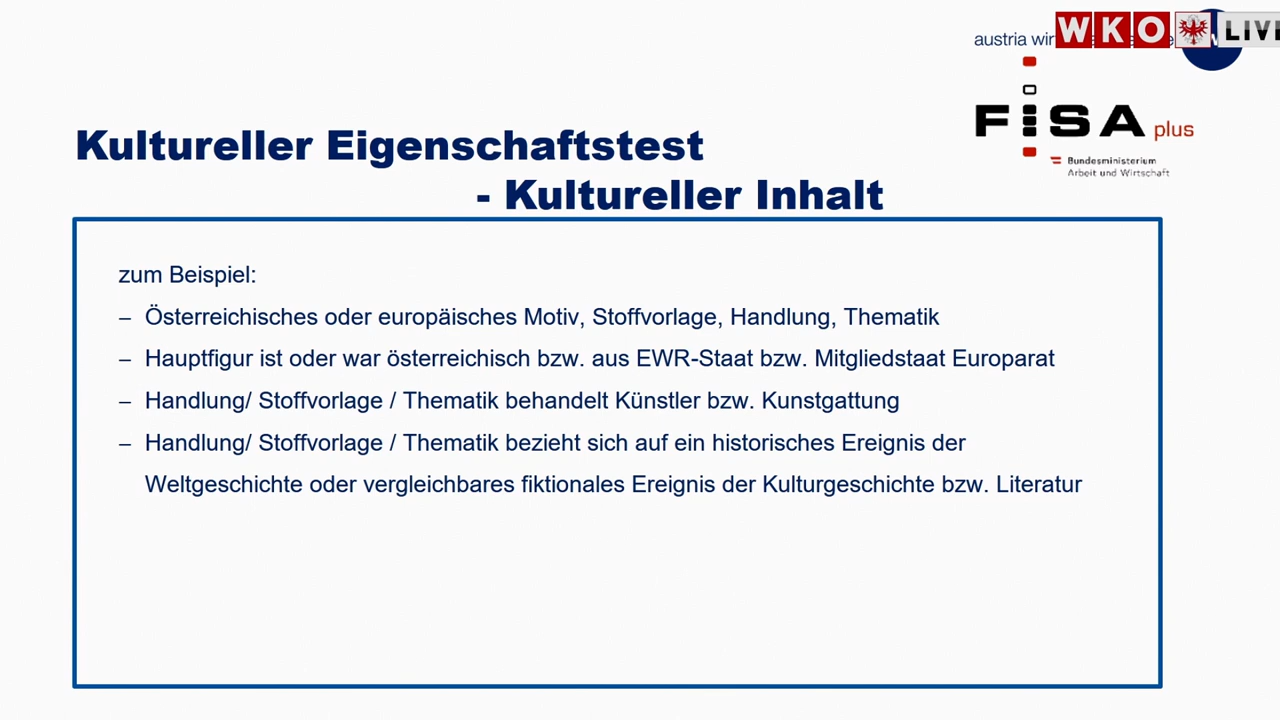 austria wir
WKO LIVE
FISA plus
Bundesministerium
Arbeit und Wirtschaft
Kultureller Eigenschaftstest
- Kultureller Inhalt
zum Beispiel:
– Österreichisches oder europäisches Motiv, Stoffvorlage, Handlung, Thematik
– Hauptfigur ist oder war österreichisch bzw. aus EWR-Staat bzw. Mitgliedstaat Europarat
– Handlung/ Stoffvorlage / Thematik behandelt Künstler bzw. Kunstgattung
– Handlung/ Stoffvorlage / Thematik bezieht sich auf ein historisches Ereignis der
Weltgeschichte oder vergleichbares fiktionales Ereignis der Kulturgeschichte bzw. Literatur